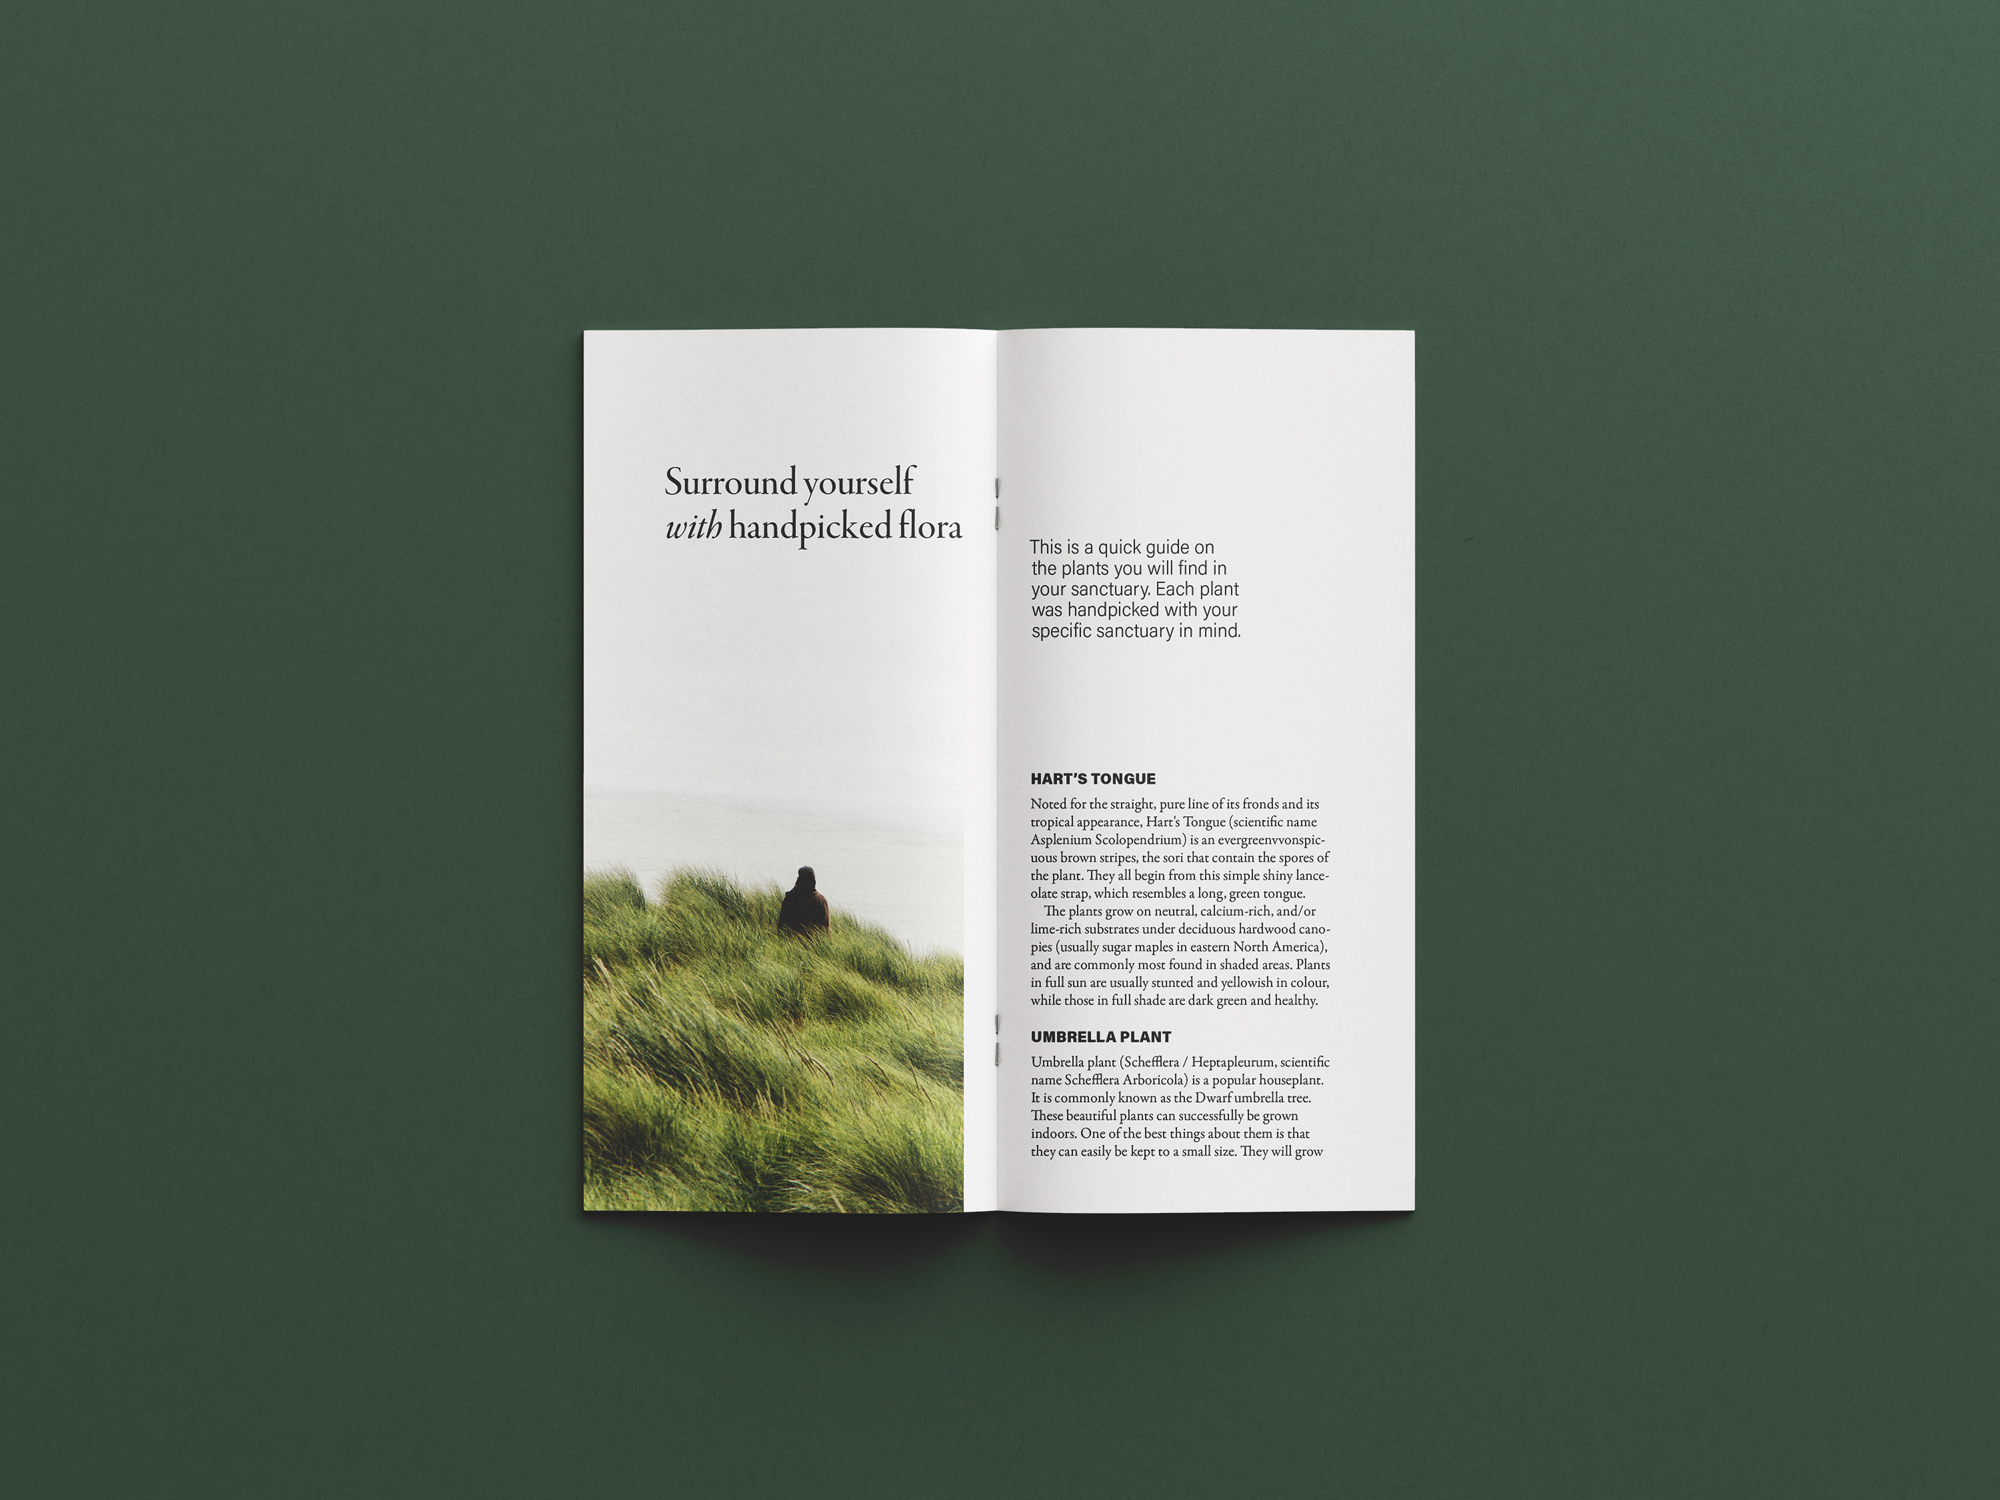 Surround yourself
with handpicked flora
This is a quick guide on
the plants you will find in
your sanctuary. Each plant
was handpicked with your
specific sanctuary in mind.
HART'S TONGUE
Noted for the straight, pure line of its fronds and its
tropical appearance, Hart's Tongue (scientific name
Asplenium Scolopendrium) is an evergreenvvonspic-
uous brown stripes, the sori that contain the spores of
the plant. They all begin from this simple shiny lance-
olate strap, which resembles a long, green tongue.
The plants grow on neutral, calcium-rich, and/or
lime-rich substrates under deciduous hardwood cano-
pies (usually sugar maples in eastern North America),
and are commonly most found in shaded areas. Plants
in full sun are usually stunted and yellowish in colour,
while those in full shade are dark green and healthy.
UMBRELLA PLANT
Umbrella plant (Schefflera / Heptapleurum, scientific
name Schefflera Arboricola) is a popular houseplant.
It is commonly known as the Dwarf umbrella tree.
These beautiful plants can successfully be grown
indoors. One of the best things about them is that
they can easily be kept to a small size. They will grow